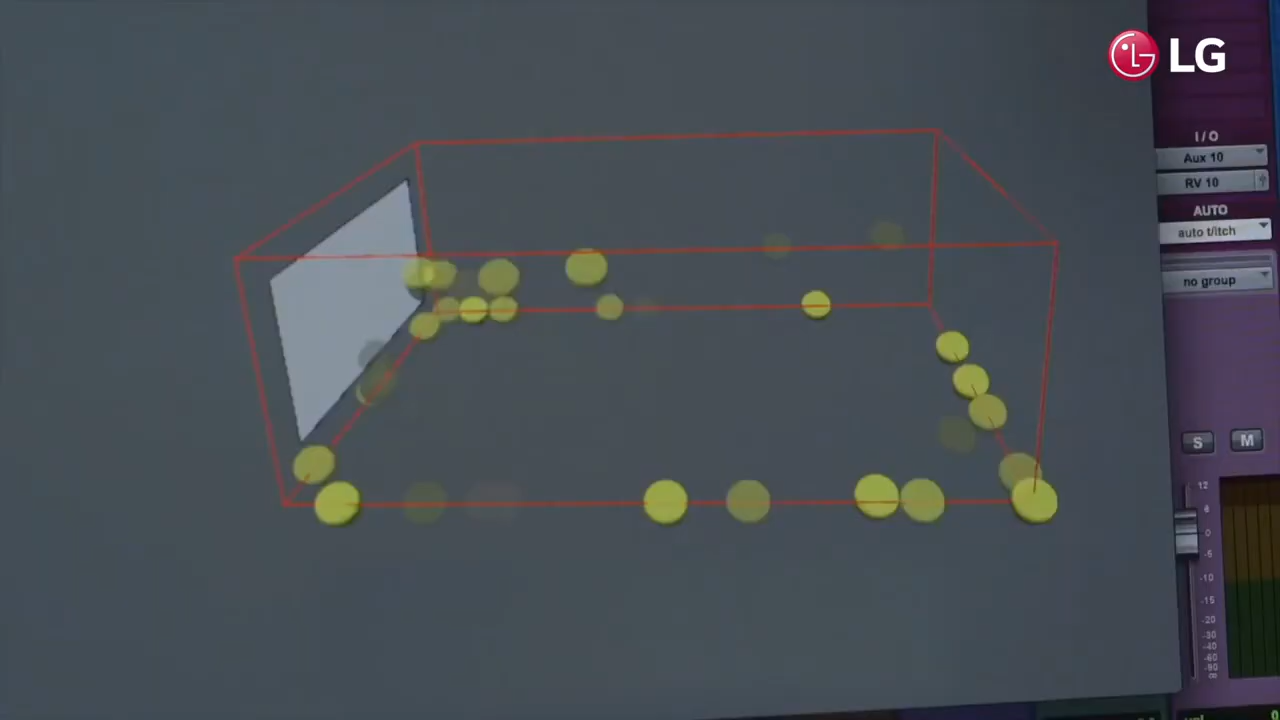 LG
I/O
Aux 10
RV 10
AUTO
auto t/itch
no group
S
M
12
6
0
-5
-10
-15
-20
-30
-40
-60
-90
∞